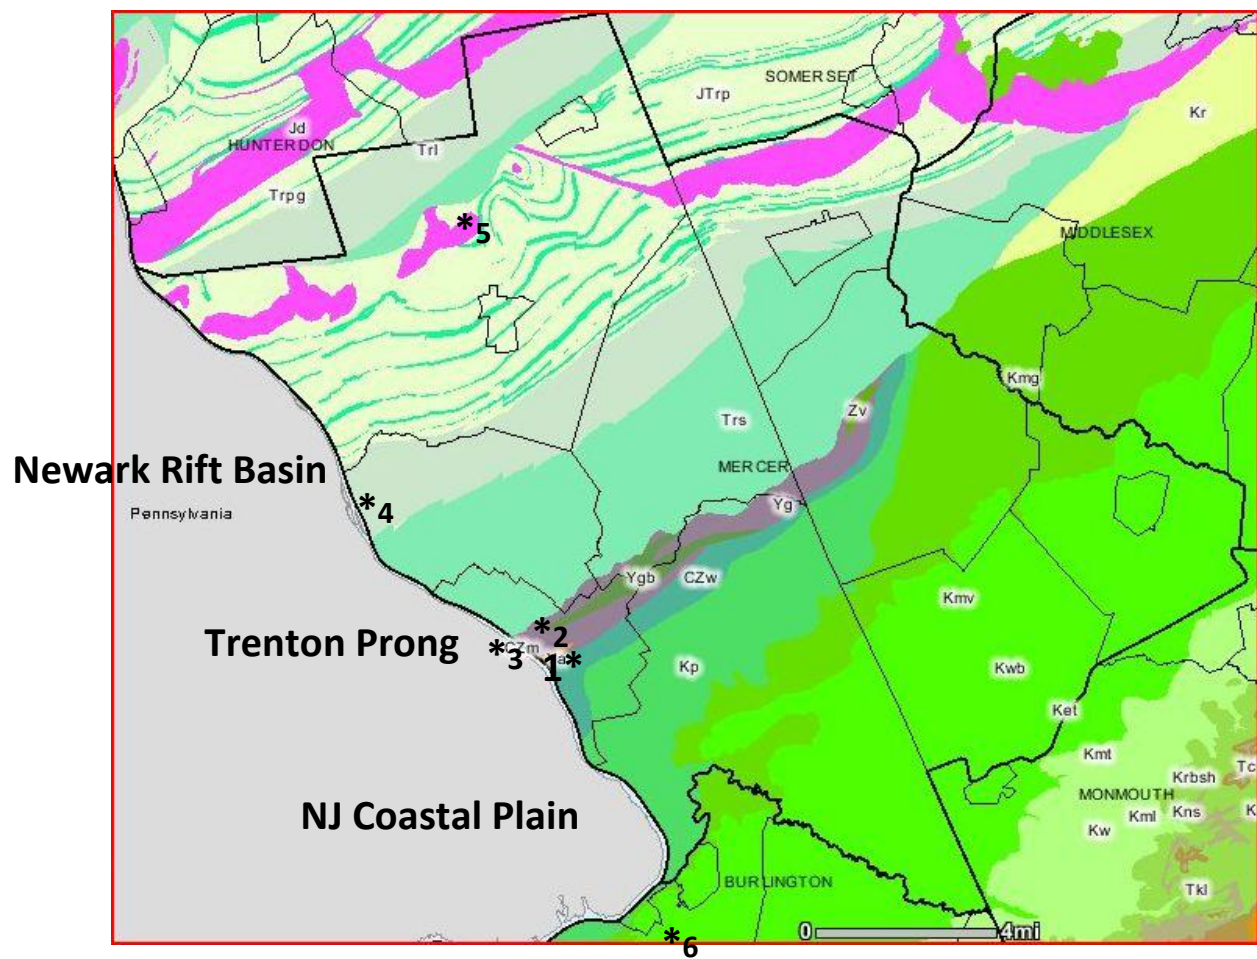 SOMERSET
JTrp
Kr
Jd
HUNTERDON
Trl
Trpg
*5
MIDDLESEX
Kmg
Zv
Trs
MERCER
Newark Rift Basin
Yg
*4
Pennsylvania
Ygb
CZw
Kmv
*2
Trenton Prong
*3
CZm
1*
Kp
Kwb
Ket
Kmt
Tc
Krbsh
MONMOUTH
NJ Coastal Plain
Kml
Kns
K
Kw
BURLINGTON
Tkl
0
4mi
*6